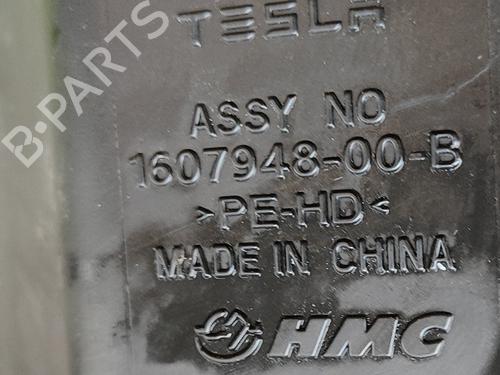 TESLA
ASSY NO
1607948-00-B
>PE-HD<
MADE IN CHINA
HMC
B-PARTS